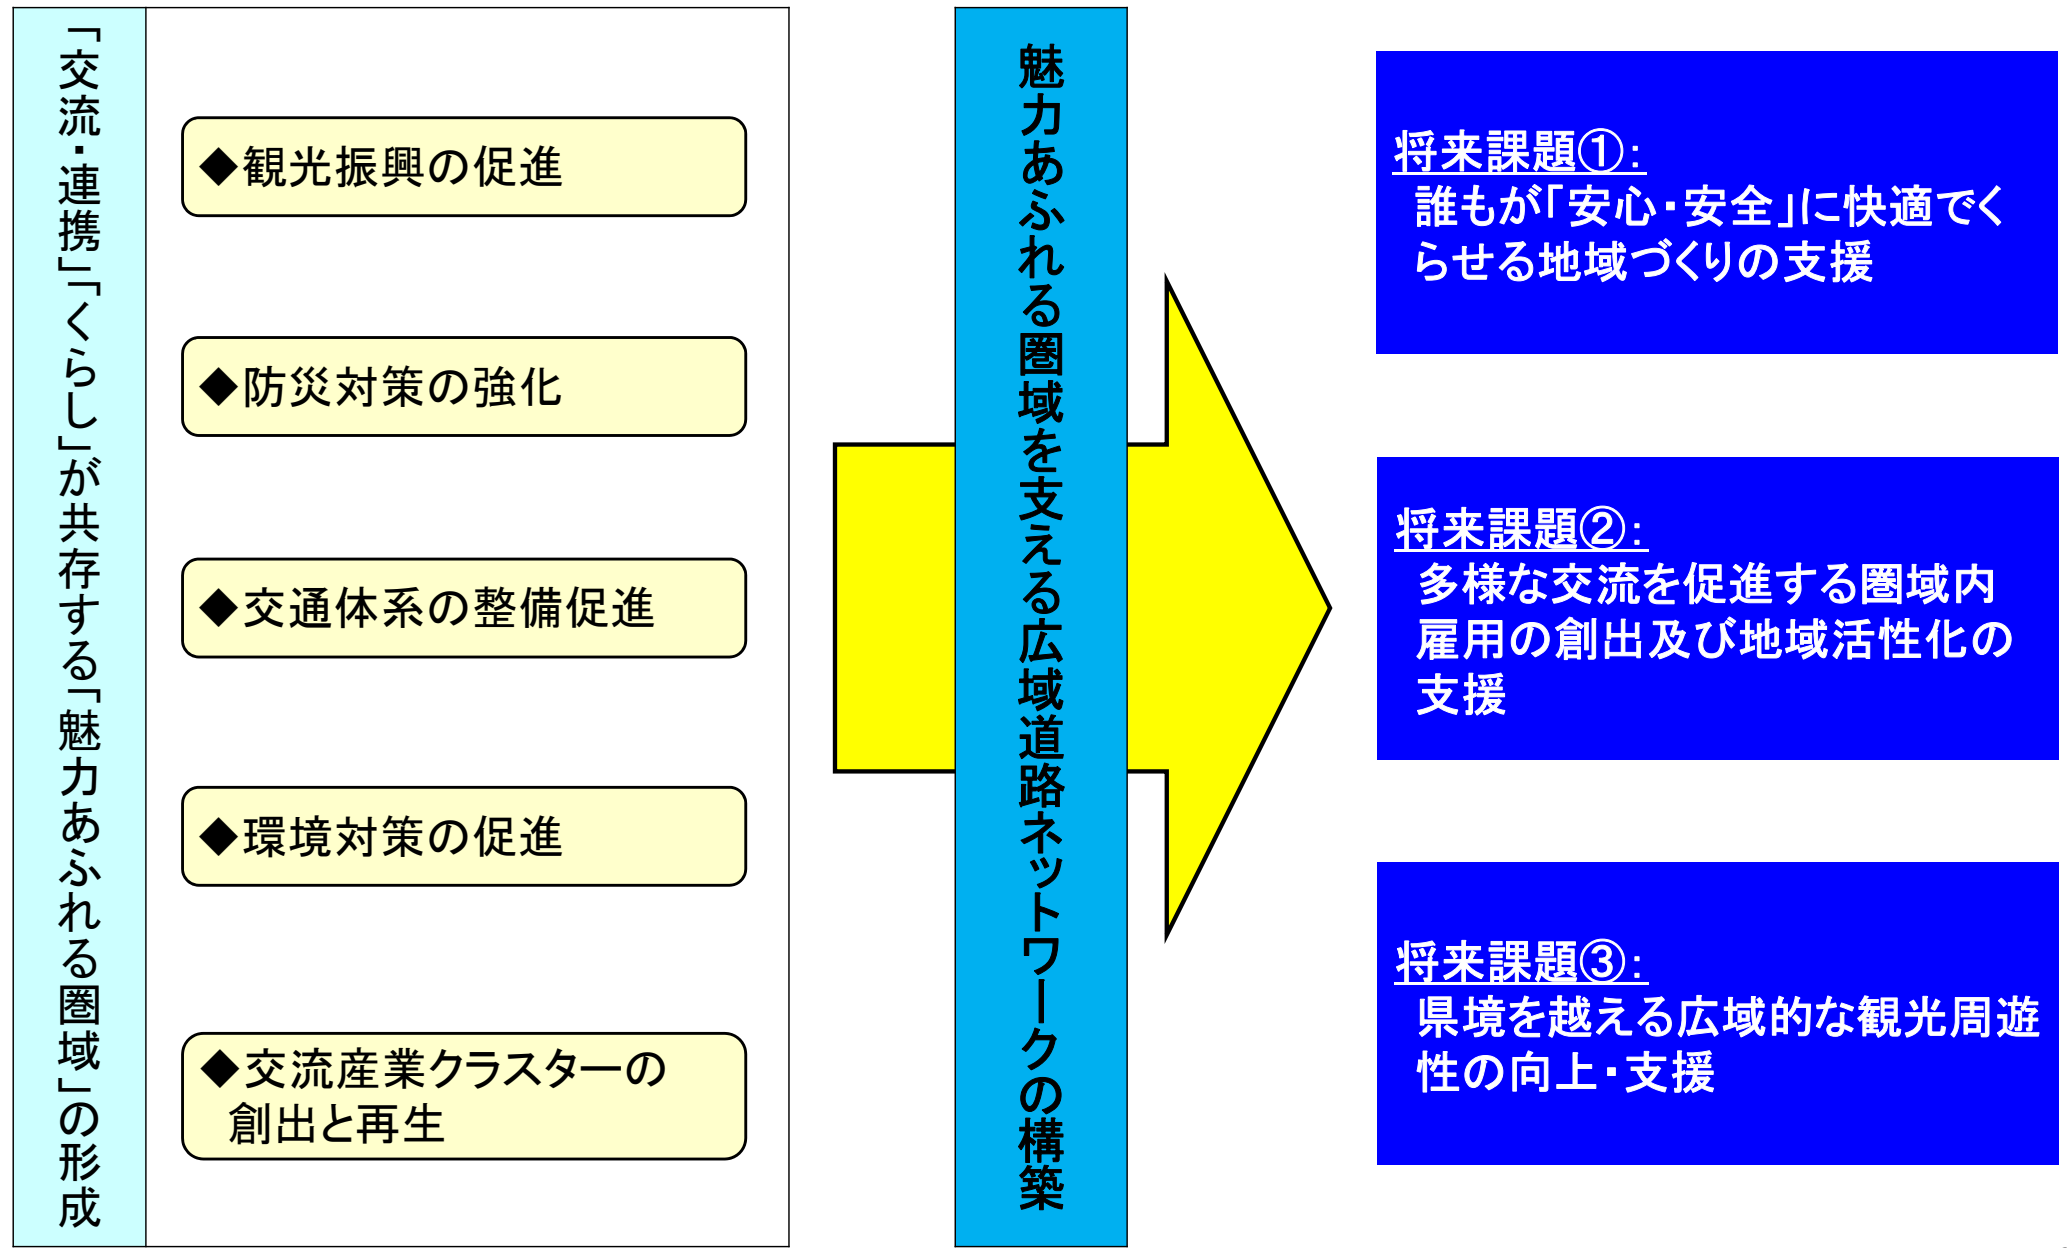 「交流・連携」「くらし」が共存する「魅力あふれる圏域」の形成
◆観光振興の促進
◆防災対策の強化
◆交通体系の整備促進
◆環境対策の促進
◆交流産業クラスターの
創出と再生
魅力あふれる圏域を支える広域道路ネットワークの構築
将来課題①：
誰もが「安心・安全」に快適でく
らせる地域づくりの支援
将来課題②：
多様な交流を促進する圏域内
雇用の創出及び地域活性化の
支援
将来課題③：
県境を越える広域的な観光周遊
性の向上・支援